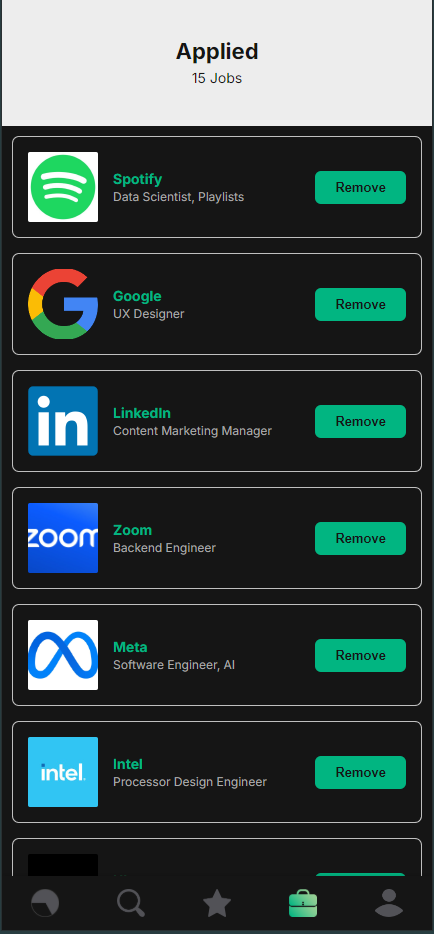 Applied
15 Jobs
Spotify
Data Scientist, Playlists
Remove
Google
UX Designer
Remove
in
LinkedIn
Content Marketing Manager
Remove
zoom
Zoom
Backend Engineer
Remove
Meta
Software Engineer, AI
Remove
intel.
Intel
Processor Design Engineer
Remove